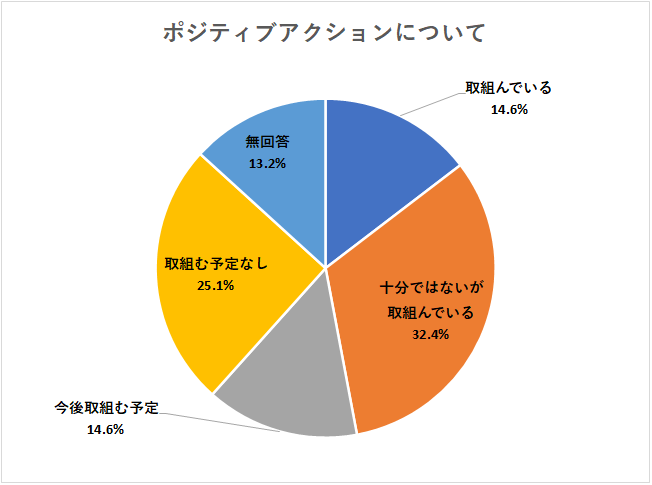 ポジティブアクションについて
取組んでいる
14.6%
十分ではないが
取組んでいる
32.4%
今後取組む予定
14.6%
取組む予定なし
25.1%
無回答
13.2%